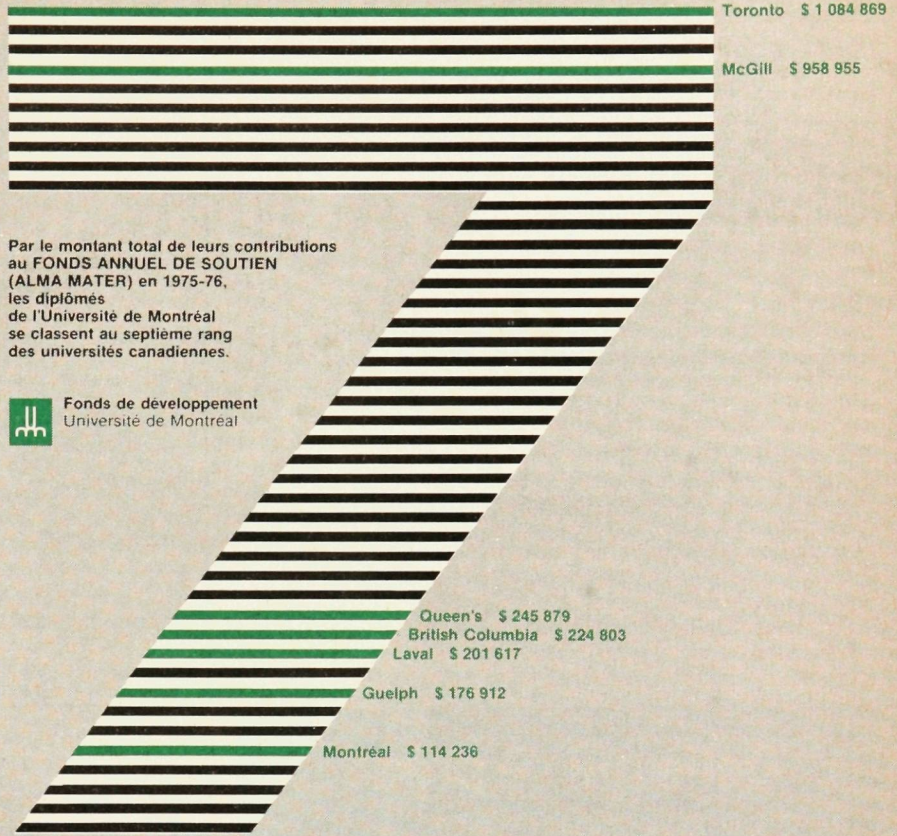 Toronto $ 1 084 869
McGill $ 958 955
Par le montant total de leurs contributions
au FONDS ANNUEL DE SOUTIEN
(ALMA MATER) en 1975-76,
les diplômés
de l'Université de Montréal
se classent au septième rang
des universités canadiennes.
Fonds de développement
Université de Montréal
Queen's $ 245 879
British Columbia $ 224 803
Laval $ 201 617
Guelph $ 176 912
Montréal $ 114 236